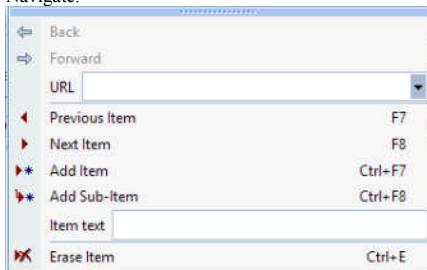 Navigate:
Back
Forward
URL
Previous Item F7
Next Item F8
Add Item Ctrl+F7
Add Sub-Item Ctrl+F8
Item text
Erase Item Ctrl+E